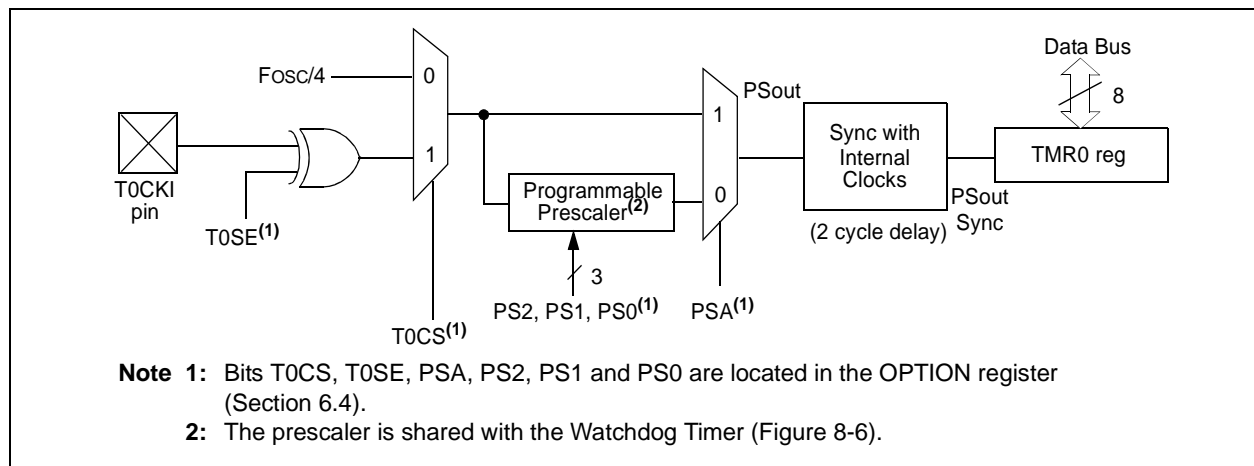 Data Bus
FOSC/4
0
PSout
8
1
Sync with
Internal
Clocks
TMR0 reg
1
T0CKI
pin
Programmable
Prescaler(2)
0
PSout
Sync
T0SE(1)
(2 cycle delay)
3
PS2, PS1, PS0(1)
PSA(1)
T0CS(1)
Note 1: Bits T0CS, T0SE, PSA, PS2, PS1 and PS0 are located in the OPTION register
(Section 6.4).
2: The prescaler is shared with the Watchdog Timer (Figure 8-6).